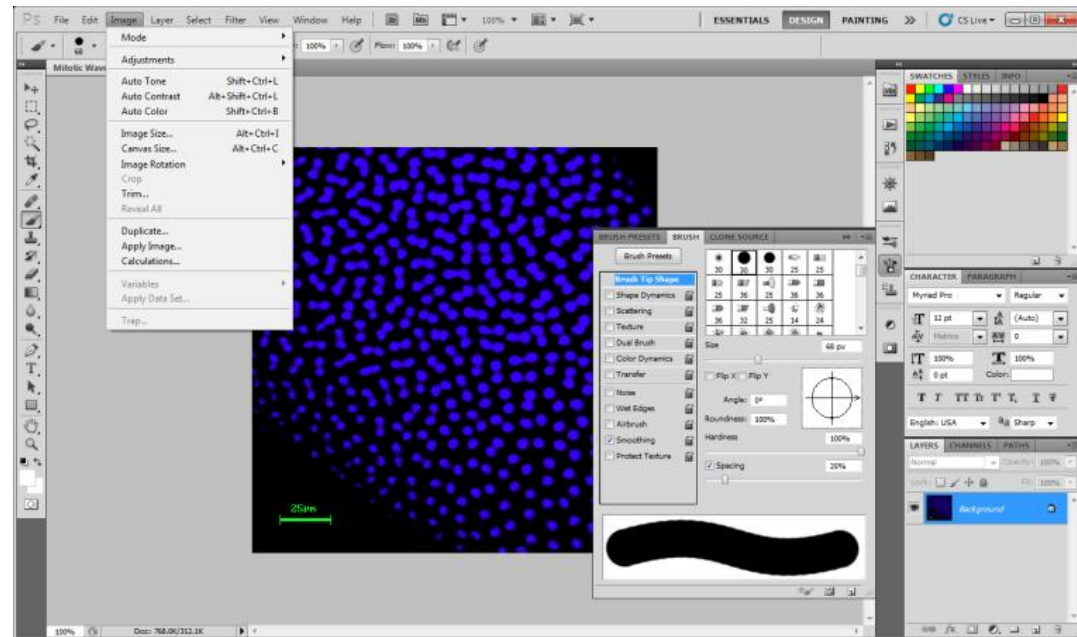 PS File Edit Image Layer Select Filter View Window Help 100% ESSENTIALS DESIGN PAINTING CS Live
68 : 100% Flow: 100%
Mitotic Wave
Mode
Adjustments
Auto Tone Shift+Ctrl+L
Auto Contrast Alt+Shift+Ctrl+L
Auto Color Shift+Ctrl+B
Image Size... Alt+Ctrl+I
Canvas Size... Alt+Ctrl+C
Image Rotation
Crop
Trim...
Reveal All
Duplicate...
Apply Image...
Calculations...
Variables
Apply Data Set...
Trap...
25µm
BRUSH PRESETS BRUSH CLONE SOURCE
Brush Presets
Brush Tip Shape
Shape Dynamics
Scattering
Texture
Dual Brush
Color Dynamics
Transfer
Noise
Wet Edges
Airbrush
Smoothing
Protect Texture
30 30 30 25 25
25 36 25 36 36
36 32 25 14 24
Size 68 px
Flip X Flip Y
Angle: 0°
Roundness: 100%
Hardness 100%
Spacing 25%
SWATCHES STYLES INFO
CHARACTER PARAGRAPH
Myriad Pro Regular
12 pt (Auto)
Metrics 0
100% 100%
0 pt Color:
English: USA Sharp
LAYERS CHANNELS PATHS
Normal Opacity: 100%
Lock: Fill: 100%
Background
100% Doc: 768.0K/312.1K